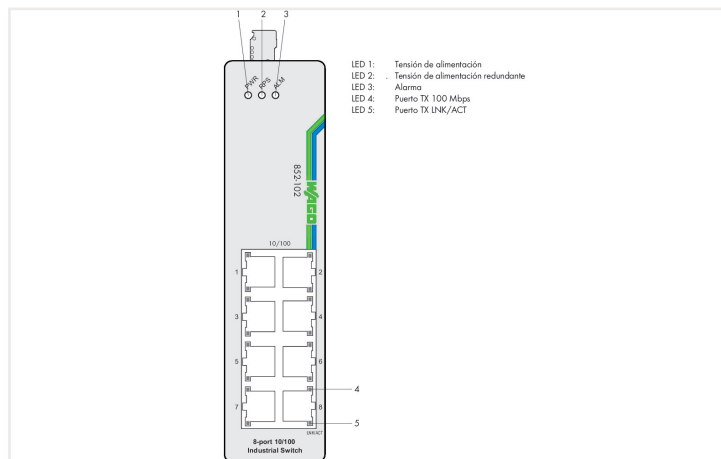 1 2 3
PWR RPS ALM
LED 1: Tensión de alimentación
LED 2: . Tensión de alimentación redundante
LED 3: Alarma
LED 4: Puerto TX 100 Mbps
LED 5: Puerto TX LNK/ACT
852-102
WAGO
10/100
1 2
3 4
5 6
4
7 8
5
LNK/ACT
8-port 10/100
Industrial Switch